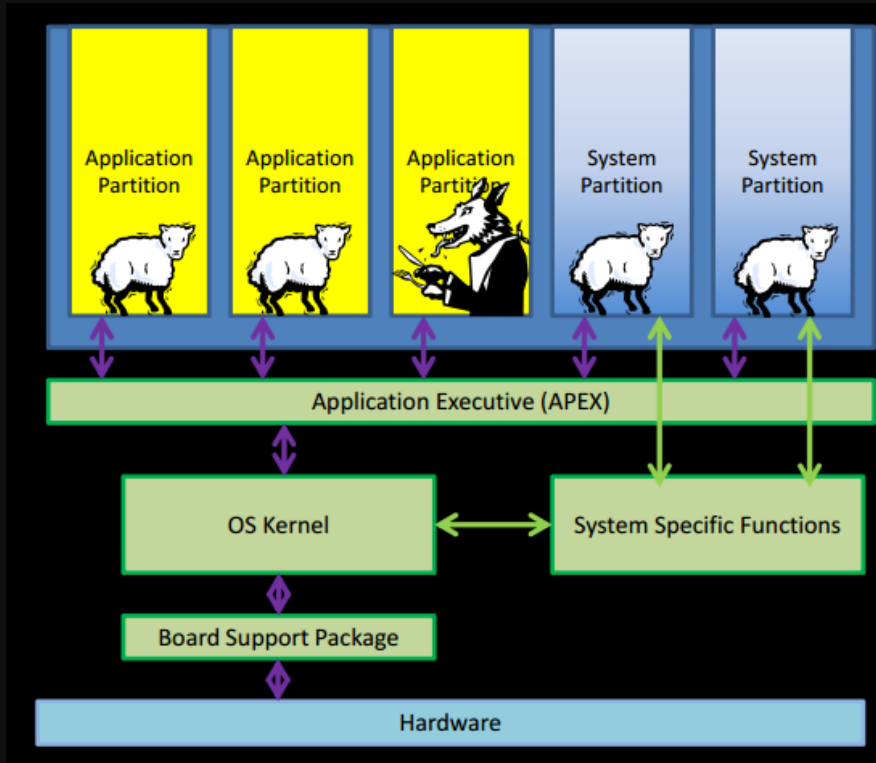 Application
Partition
Application
Partition
Application
Partition
System
Partition
System
Partition
Application Executive (APEX)
OS Kernel
System Specific Functions
Board Support Package
Hardware